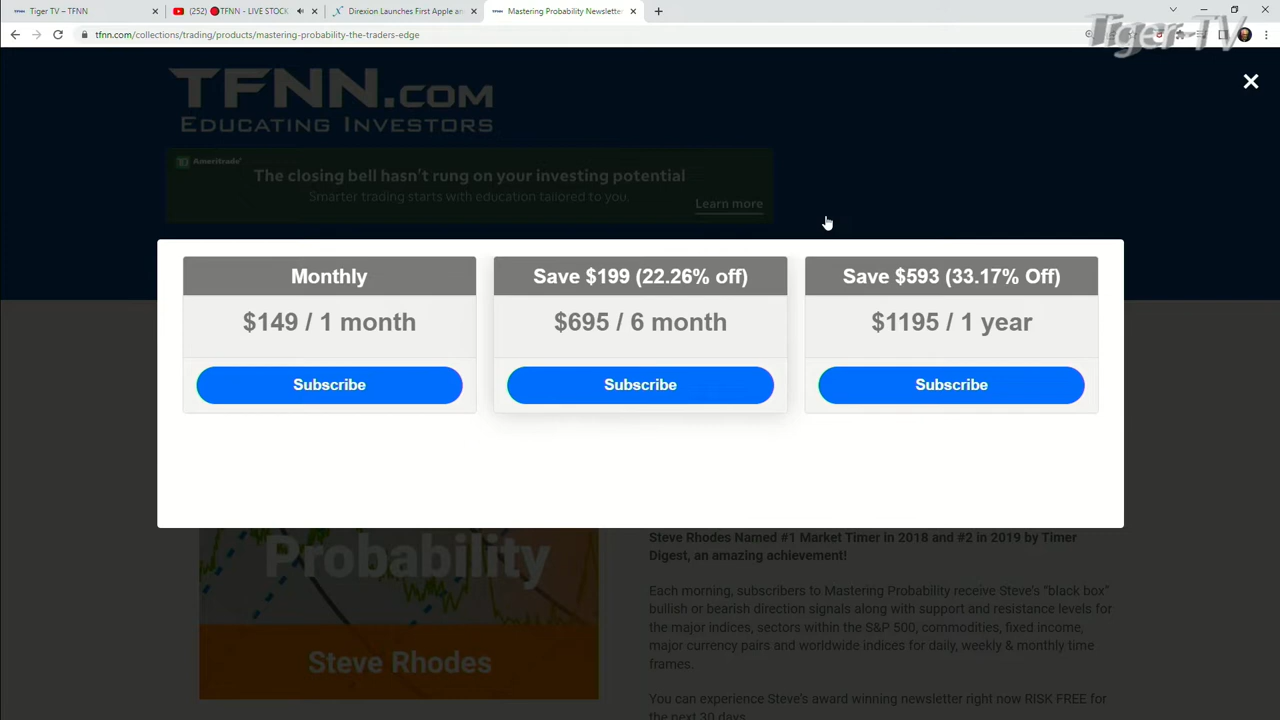 Tiger TV – TFNN
(252) 🔴TFNN - LIVE STOCK
Direxion Launches First Apple an
Mastering Probability Newslette
tfnn.com/collections/trading/products/mastering-probability-the-traders-edge
Tiger TV
TFNN.com
Educating Investors
Ameritrade
The closing bell hasn't rung on your investing potential
Smarter trading starts with education tailored to you.
Learn more
Monthly
$149 / 1 month
Subscribe
Save $199 (22.26% off)
$695 / 6 month
Subscribe
Save $593 (33.17% Off)
$1195 / 1 year
Subscribe
Probability
Steve Rhodes
Steve Rhodes Named #1 Market Timer in 2018 and #2 in 2019 by Timer
Digest, an amazing achievement!
Each morning, subscribers to Mastering Probability receive Steve's "black box"
bullish or bearish direction signals along with support and resistance levels for
the major indices, sectors within the S&P 500, commodities, fixed income,
major currency pairs and worldwide indices for daily, weekly & monthly time
frames.
You can experience Steve's award winning newsletter right now RISK FREE for
the next 30 days